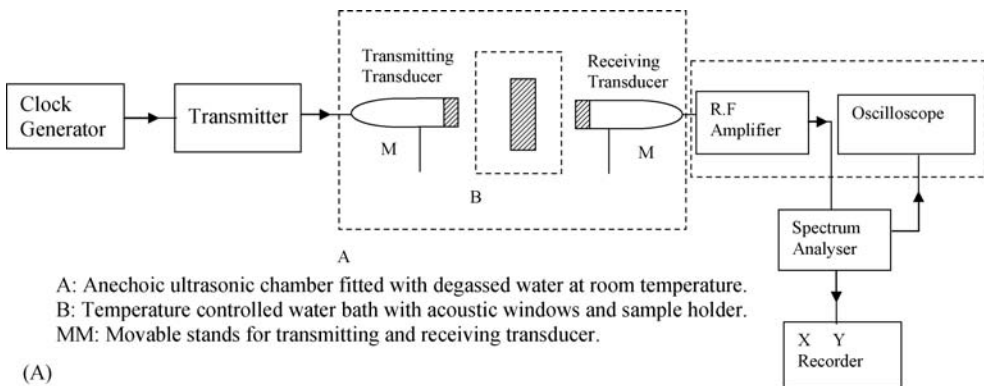 Clock
Generator
Transmitter
Transmitting
Transducer
Receiving
Transducer
M
M
B
A
R.F
Amplifier
Oscilloscope
Spectrum
Analyser
X Y
Recorder
A: Anechoic ultrasonic chamber fitted with degassed water at room temperature.
B: Temperature controlled water bath with acoustic windows and sample holder.
MM: Movable stands for transmitting and receiving transducer.
(A)